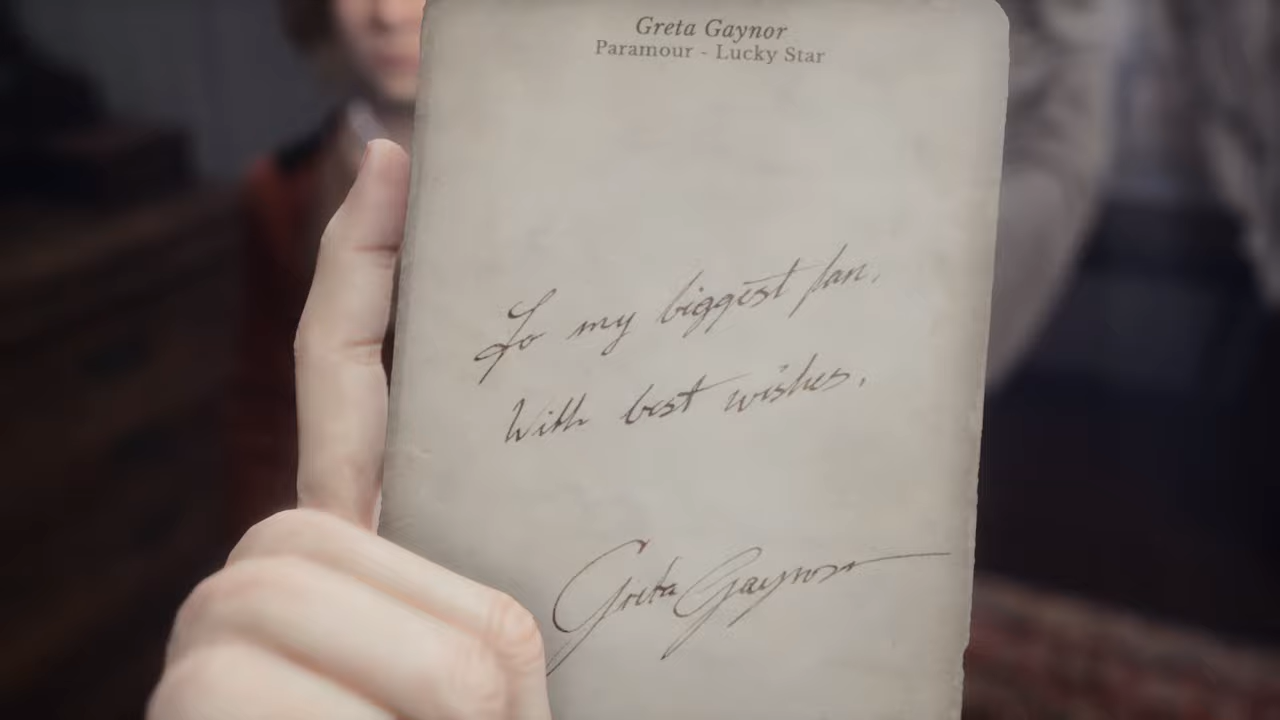 Greta Gaynor
Paramour - Lucky Star
To my biggest fan,
With best wishes,
Greta Gaynor